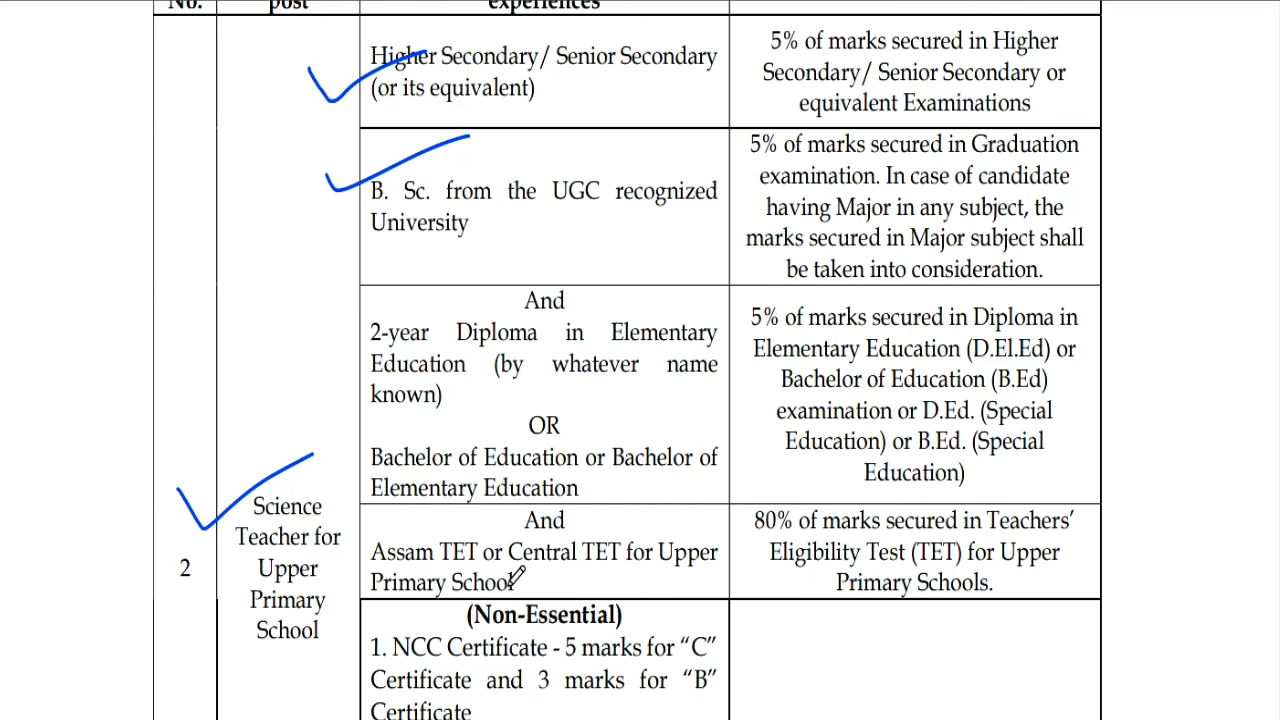 No.
post
experiences
Higher Secondary/ Senior Secondary
(or its equivalent)
5% of marks secured in Higher
Secondary/ Senior Secondary or
equivalent Examinations
B. Sc. from the UGC recognized
University
5% of marks secured in Graduation
examination. In case of candidate
having Major in any subject, the
marks secured in Major subject shall
be taken into consideration.
And
2-year Diploma in Elementary
Education (by whatever name
known)
OR
Bachelor of Education or Bachelor of
Elementary Education
5% of marks secured in Diploma in
Elementary Education (D.El.Ed) or
Bachelor of Education (B.Ed)
examination or D.Ed. (Special
Education) or B.Ed. (Special
Education)
2
Science
Teacher for
Upper
Primary
School
And
Assam TET or Central TET for Upper
Primary School
80% of marks secured in Teachers’
Eligibility Test (TET) for Upper
Primary Schools.
(Non-Essential)
1. NCC Certificate - 5 marks for “C”
Certificate and 3 marks for “B”
Certificate